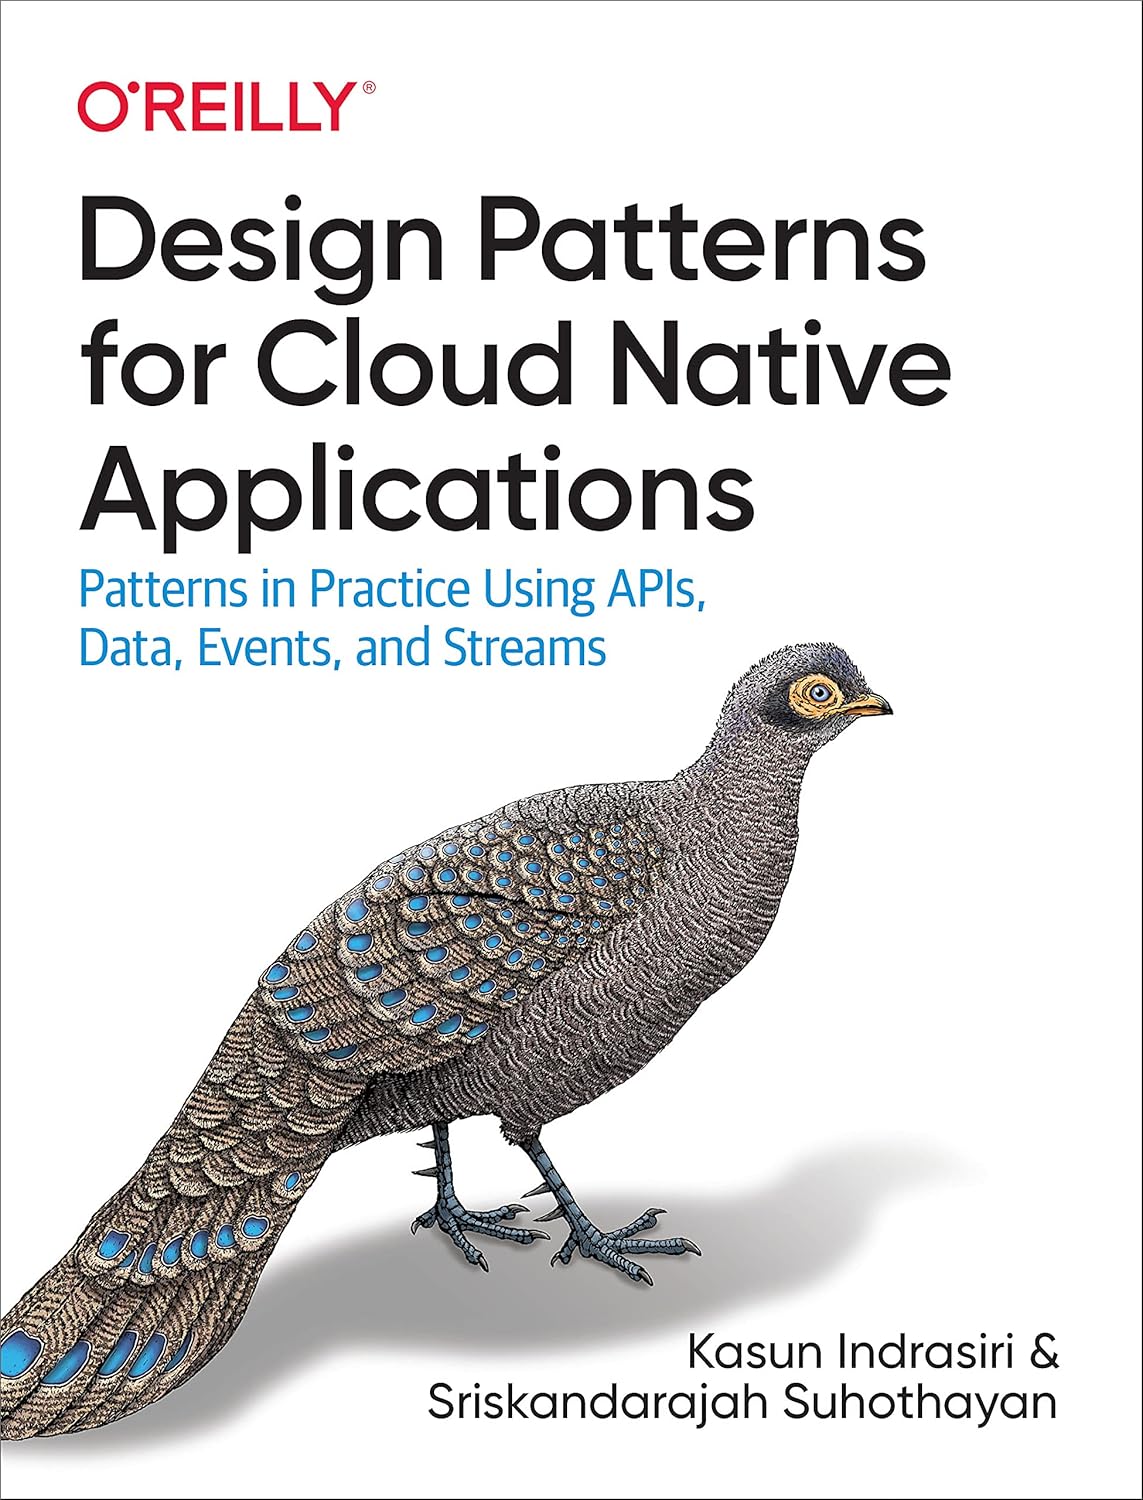 O'REILLY®
Design Patterns
for Cloud Native
Applications
Patterns in Practice Using APIs,
Data, Events, and Streams
Kasun Indrasiri &
Sriskandarajah Suhothayan